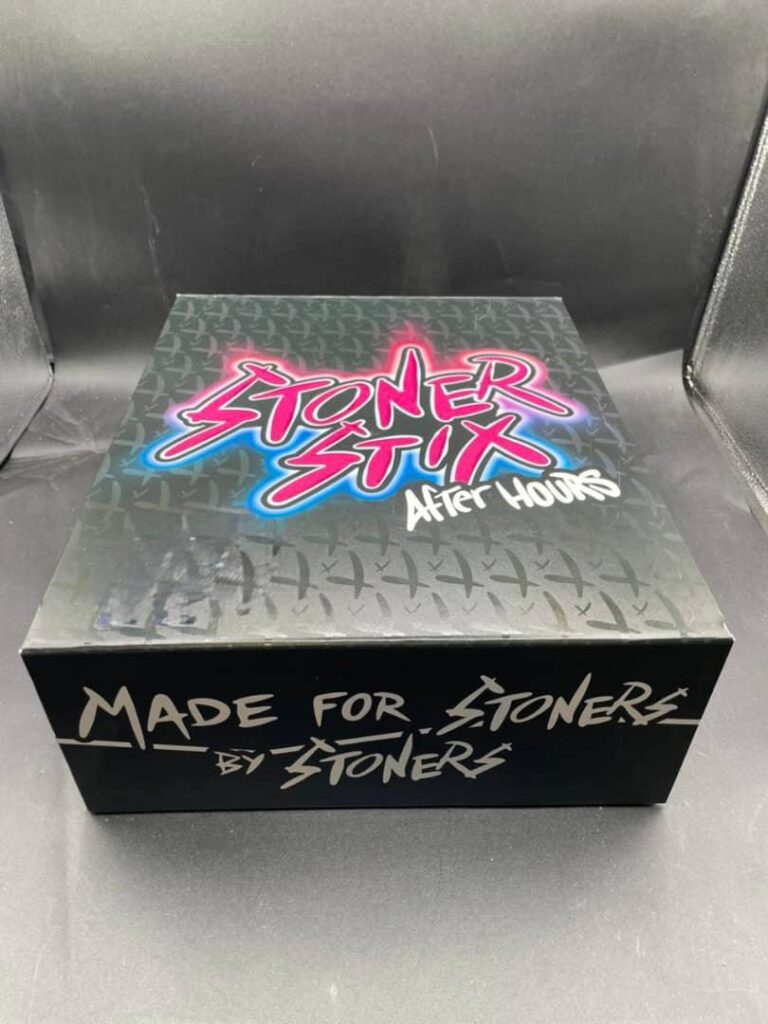 STONER
STIX
AFTER HOURS
MADE FOR STONERS
BY STONERS